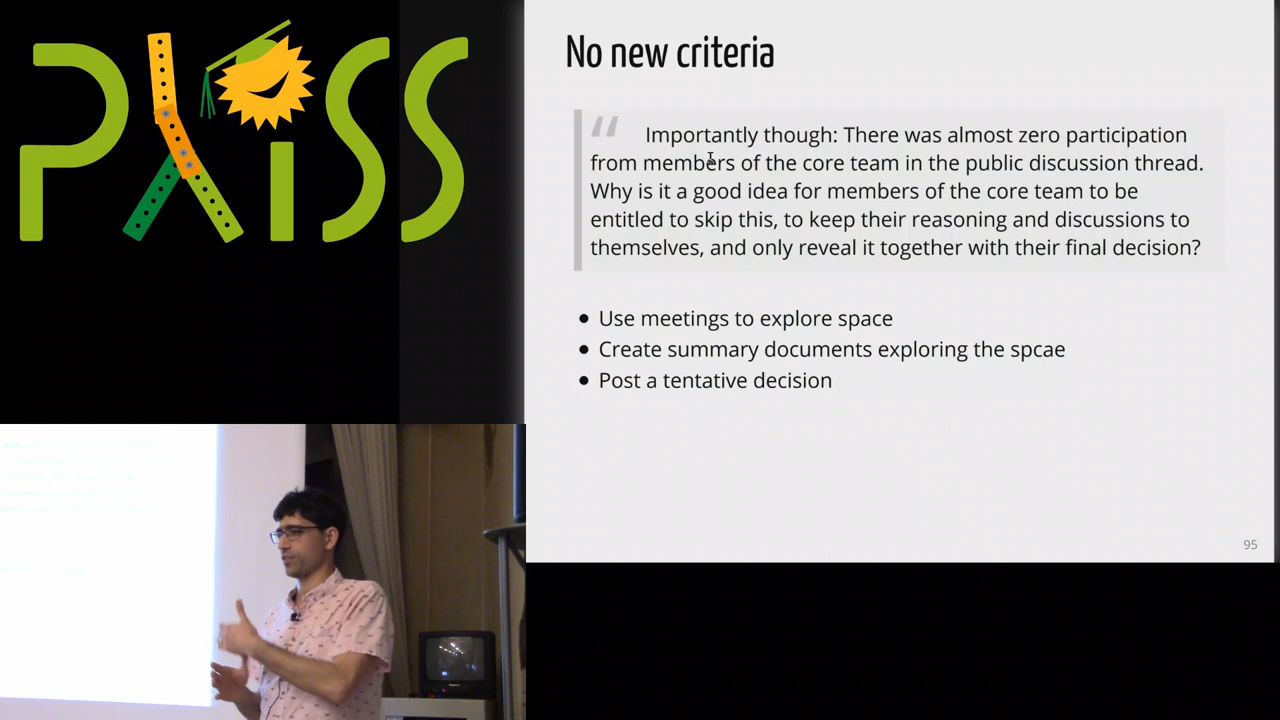 PLISS
No new criteria
“ Importantly though: There was almost zero participation
from members of the core team in the public discussion thread.
Why is it a good idea for members of the core team to be
entitled to skip this, to keep their reasoning and discussions to
themselves, and only reveal it together with their final decision?
● Use meetings to explore space
● Create summary documents exploring the spcae
● Post a tentative decision
95